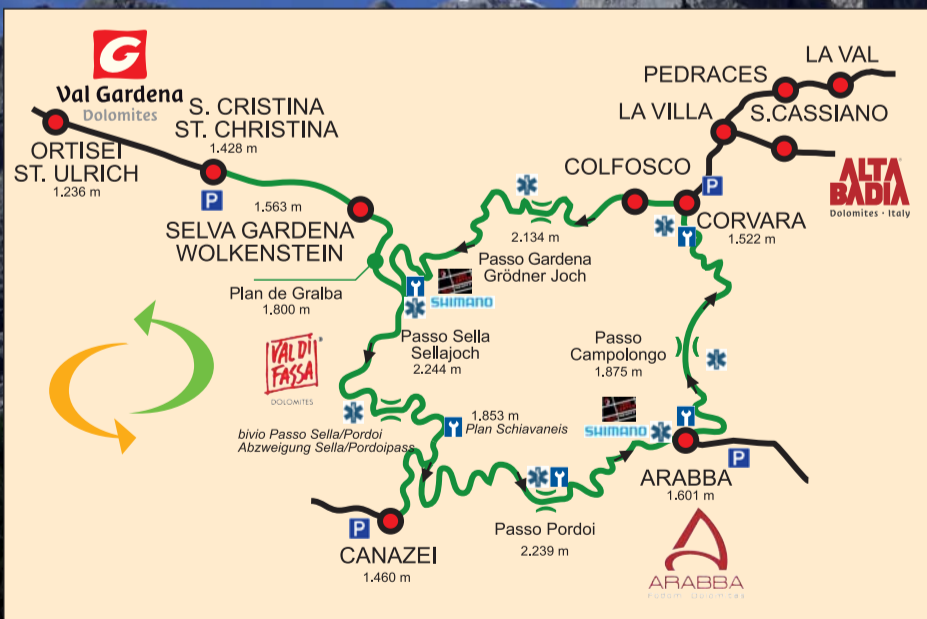 G
Val Gardena
Dolomites
S. CRISTINA
ST. CHRISTINA
1.428 m
ORTISEI
ST. ULRICH
1.236 m
P
1.563 m
SELVA GARDENA
WOLKENSTEIN
Plan de Gralba
1.800 m
LA VAL
PEDRACES
LA VILLA
S.CASSIANO
COLFOSCO
P
CORVARA
1.522 m
ALTA
BADIA
Dolomites · Italy
2.134 m
Passo Gardena
Grödner Joch
SHIMANO
Passo Sella
Sellajoch
2.244 m
VAL DI
FASSA
DOLOMITES
Passo
Campolongo
1.875 m
bivio Passo Sella/Pordoi
Abzweigung Sella/Pordoipass
1.853 m
Plan Schiavaneis
SHIMANO
ARABBA
1.601 m
P
Passo Pordoi
2.239 m
P
CANAZEI
1.460 m
ARABBA